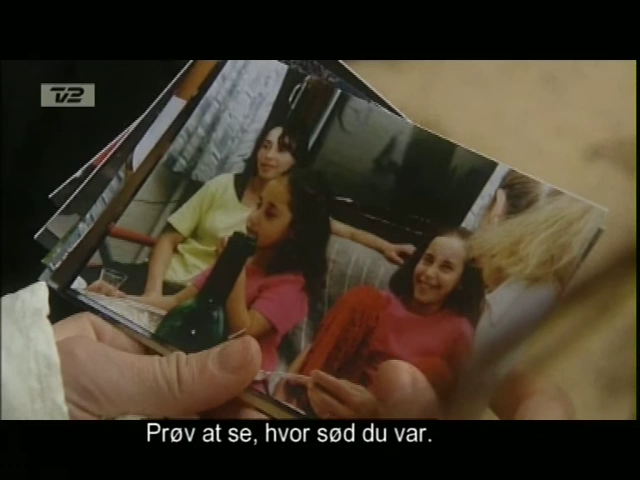 TV2
Prøv at se, hvor sød du var.